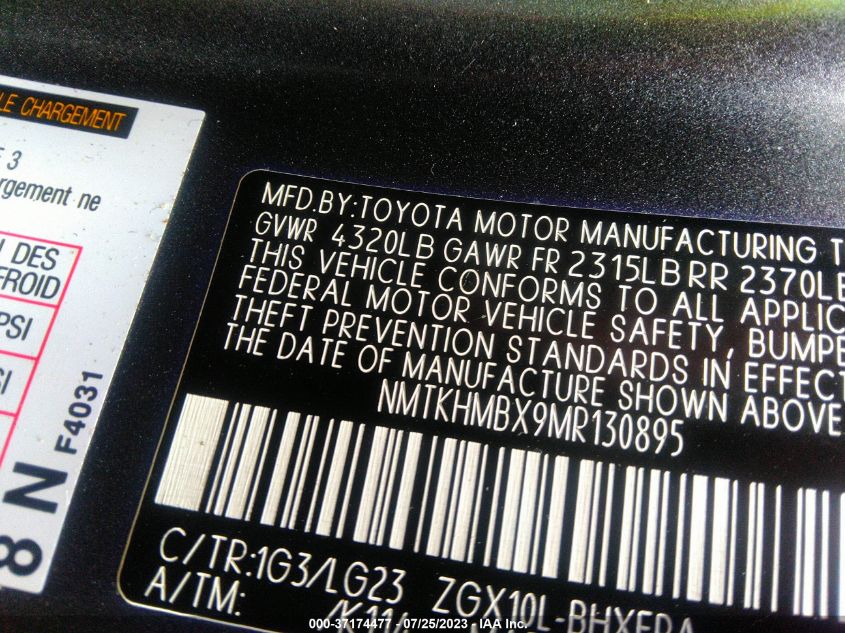 LE CHARGEMENT
3
rgement ne
DES
FROID
PSI
SI
8 N F4031
MFD.BY:TOYOTA MOTOR MANUFACTURING T
GVWR 4320LB GAWR FR 2315LB RR 2370LB
THIS VEHICLE CONFORMS TO ALL APPLIC
FEDERAL MOTOR VEHICLE SAFETY, BUMPE
THEFT PREVENTION STANDARDS IN EFFECT
THE DATE OF MANUFACTURE SHOWN ABOVE
NMTKHMBX9MR130895
C/TR:1G3/LG23 ZGX10L-BHXEPA
A/TM:
000-37174477 - 07/25/2023 - IAA Inc.